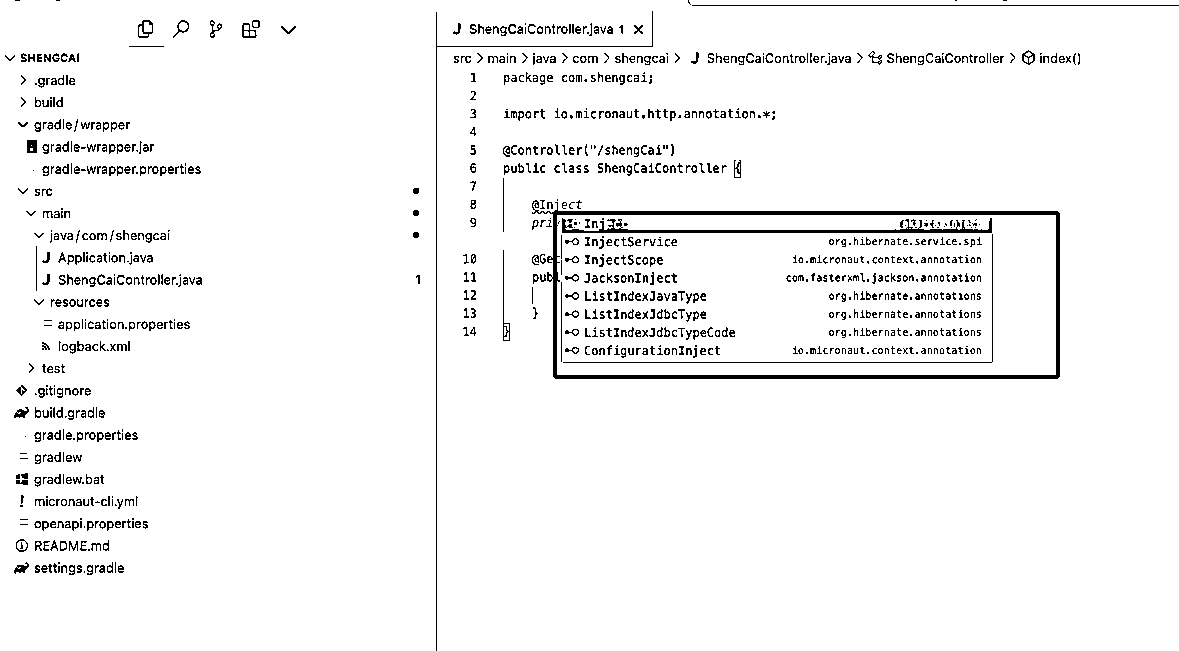 SHENGCAI
.gradle
build
gradle/wrapper
gradle-wrapper.jar
gradle-wrapper.properties
src
main
java/com/shengcai
Application.java
ShengCaiController.java 1
resources
application.properties
logback.xml
test
.gitignore
build.gradle
gradle.properties
gradlew
gradlew.bat
micronaut-cli.yml
openapi.properties
README.md
settings.gradle
J ShengCaiController.java 1 ×
src > main > java > com > shengcai > J ShengCaiController.java > ShengCaiController > index()
1 package com.shengcai;
2
3 import io.micronaut.http.annotation.*;
4
5 @Controller("/shengCai")
6 public class ShengCaiController {
7
8 @Inject
9 pri
Inject
InjectService org.hibernate.service.spi
InjectScope io.micronaut.context.annotation
JacksonInject com.fasterxml.jackson.annotation
ListIndexJavaType org.hibernate.annotations
ListIndexJdbcType org.hibernate.annotations
ListIndexJdbcTypeCode org.hibernate.annotations
ConfigurationInject io.micronaut.context.annotation
10 @Get
11 publ
12
13 }
14 }